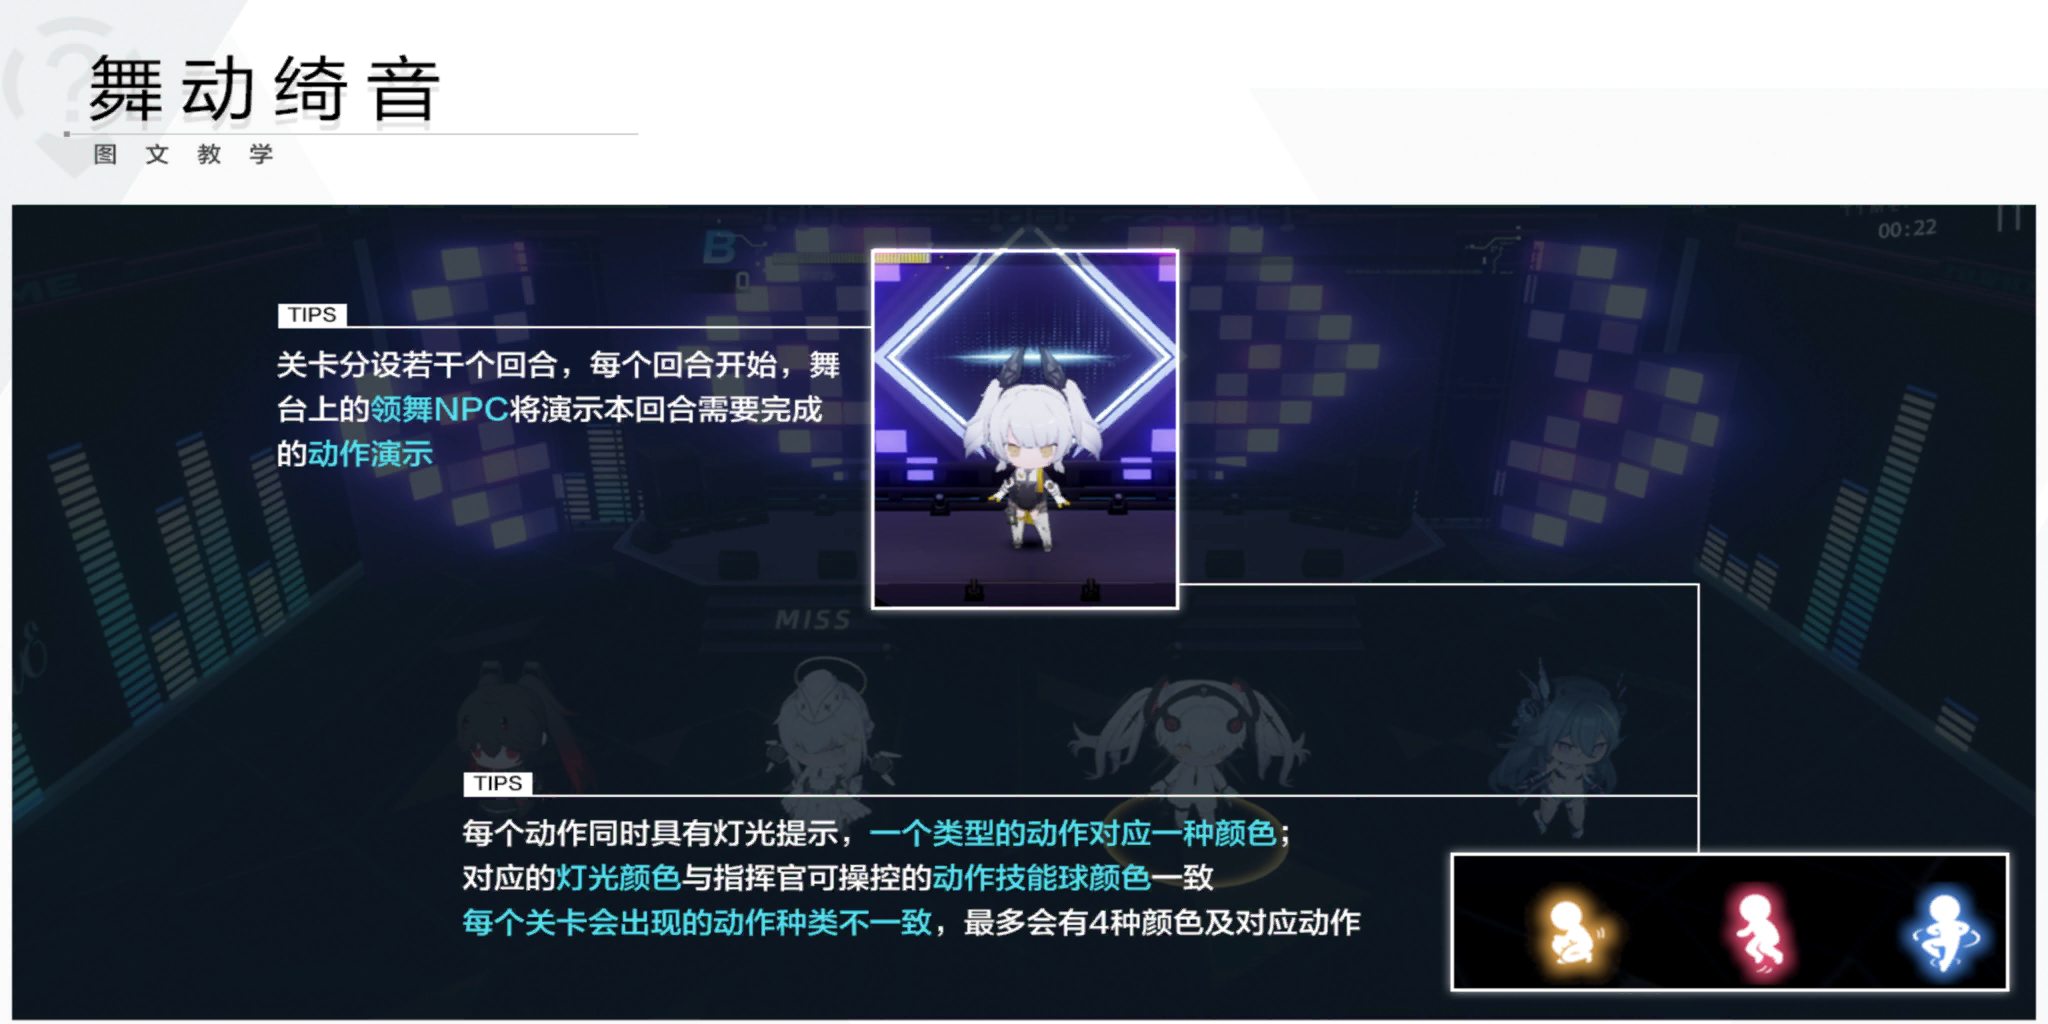 舞动绮音
图文教学
00:22
B
0
TIPS
关卡分设若干个回合，每个回合开始，舞
台上的领舞NPC将演示本回合需要完成
的动作演示
MISS
TIPS
每个动作同时具有灯光提示，一个类型的动作对应一种颜色；
对应的灯光颜色与指挥官可操控的动作技能球颜色一致
每个关卡会出现的动作种类不一致，最多会有4种颜色及对应动作